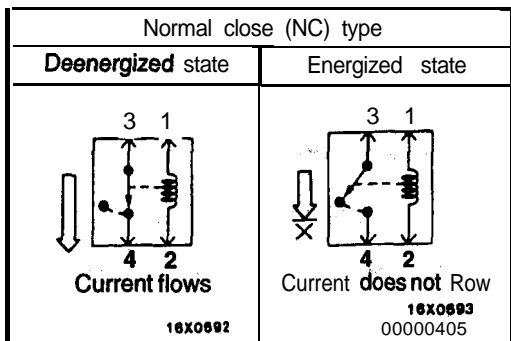 Normal close (NC) type
Deenergized state
Energized state
3 1
4 2
Current flows
16X0692
3 1
4 2
Current does not Row
16X0693
00000405